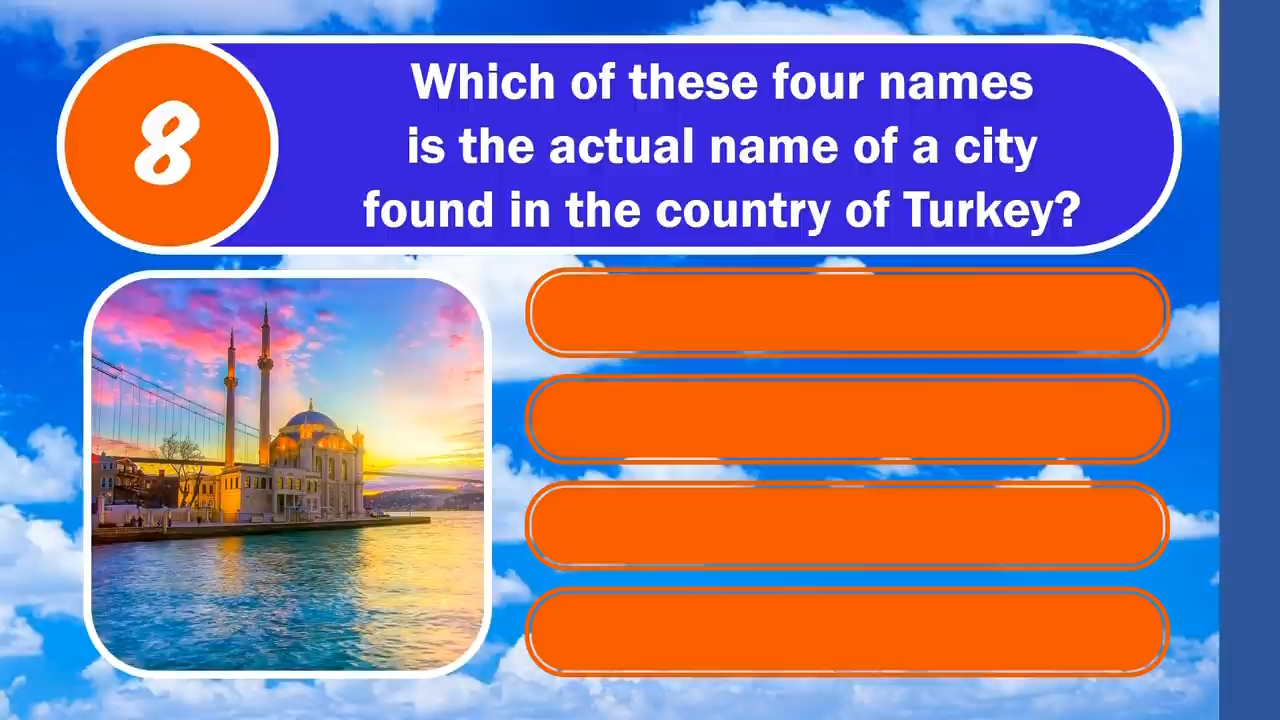 8
Which of these four names
is the actual name of a city
found in the country of Turkey?